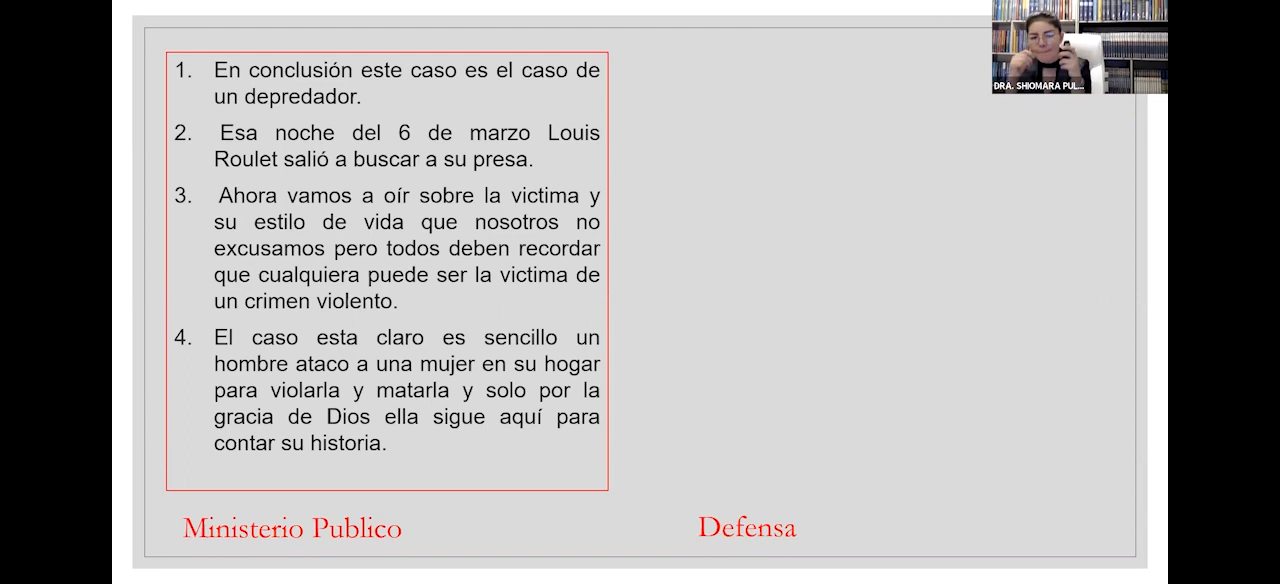 1. En conclusión este caso es el caso de
un depredador.
2. Esa noche del 6 de marzo Louis
Roulet salió a buscar a su presa.
3. Ahora vamos a oír sobre la victima y
su estilo de vida que nosotros no
excusamos pero todos deben recordar
que cualquiera puede ser la victima de
un crimen violento.
4. El caso esta claro es sencillo un
hombre ataco a una mujer en su hogar
para violarla y matarla y solo por la
gracia de Dios ella sigue aquí para
contar su historia.
Ministerio Publico
Defensa
DRA. SHIOMARA PUL...